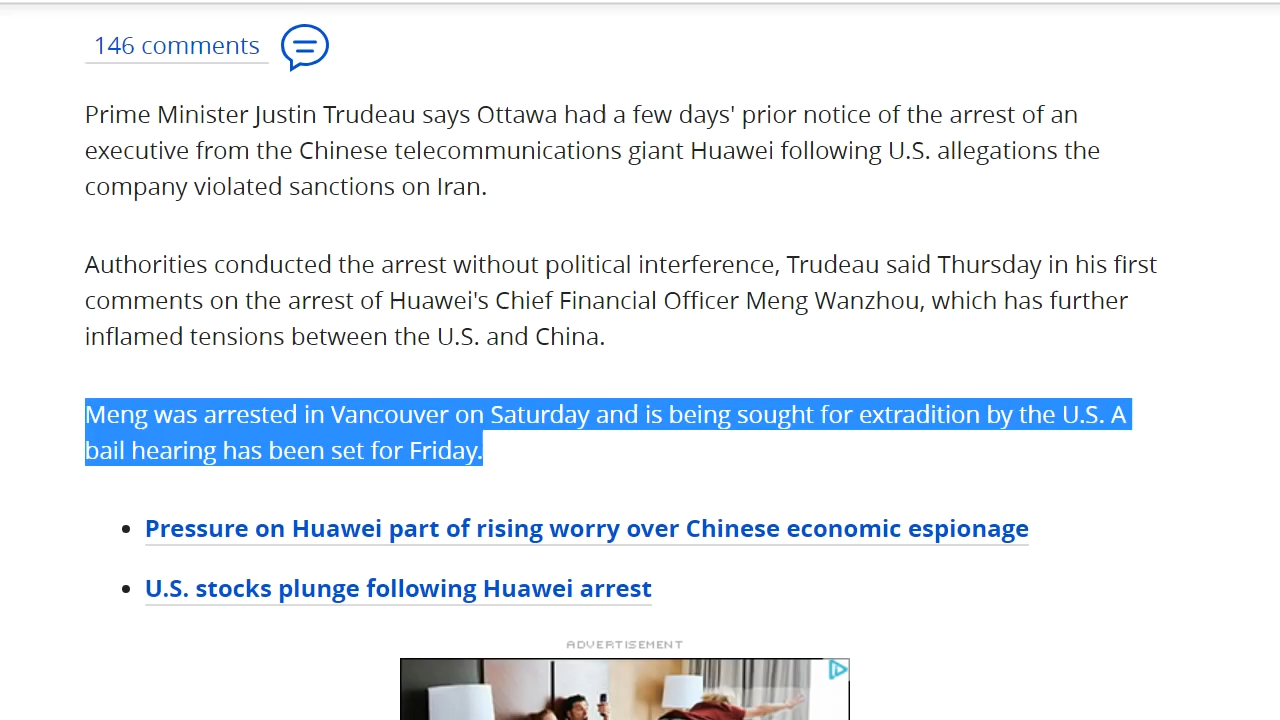 146 comments
Prime Minister Justin Trudeau says Ottawa had a few days' prior notice of the arrest of an
executive from the Chinese telecommunications giant Huawei following U.S. allegations the
company violated sanctions on Iran.
Authorities conducted the arrest without political interference, Trudeau said Thursday in his first
comments on the arrest of Huawei's Chief Financial Officer Meng Wanzhou, which has further
inflamed tensions between the U.S. and China.
Meng was arrested in Vancouver on Saturday and is being sought for extradition by the U.S. A
bail hearing has been set for Friday.
• Pressure on Huawei part of rising worry over Chinese economic espionage
• U.S. stocks plunge following Huawei arrest
ADVERTISEMENT